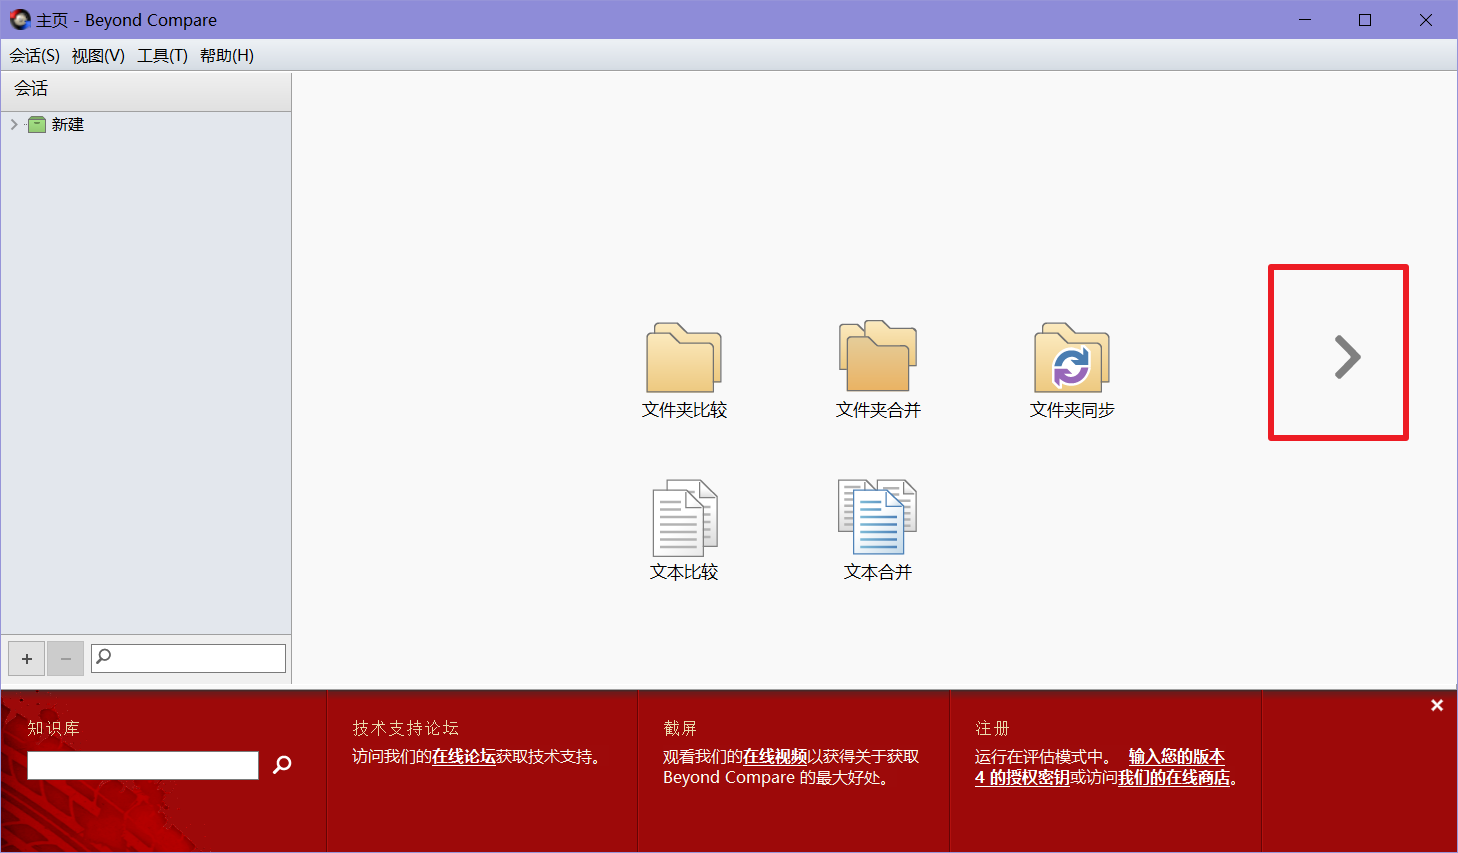 主页 - Beyond Compare
会话(S) 视图(V) 工具(T) 帮助(H)
会话
新建
文件夹比较 文件夹合并 文件夹同步
文本比较 文本合并
知识库
技术支持论坛
访问我们的在线论坛获取技术支持。
截屏
观看我们的在线视频以获得关于获取
Beyond Compare 的最大好处。
注册
运行在评估模式中。 输入您的版本
4 的授权密钥或访问我们的在线商店。